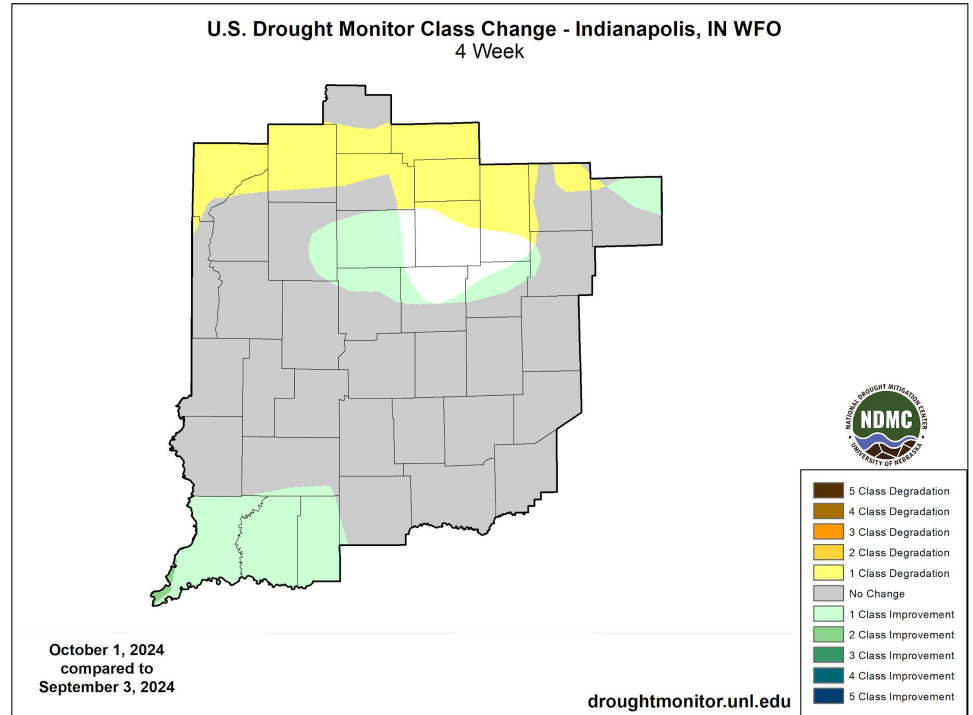 U.S. Drought Monitor Class Change - Indianapolis, IN WFO
4 Week
NATIONAL DROUGHT MITIGATION CENTER
NDMC
UNIVERSITY OF NEBRASKA
5 Class Degradation
4 Class Degradation
3 Class Degradation
2 Class Degradation
1 Class Degradation
No Change
1 Class Improvement
2 Class Improvement
3 Class Improvement
4 Class Improvement
5 Class Improvement
October 1, 2024
compared to
September 3, 2024
droughtmonitor.unl.edu